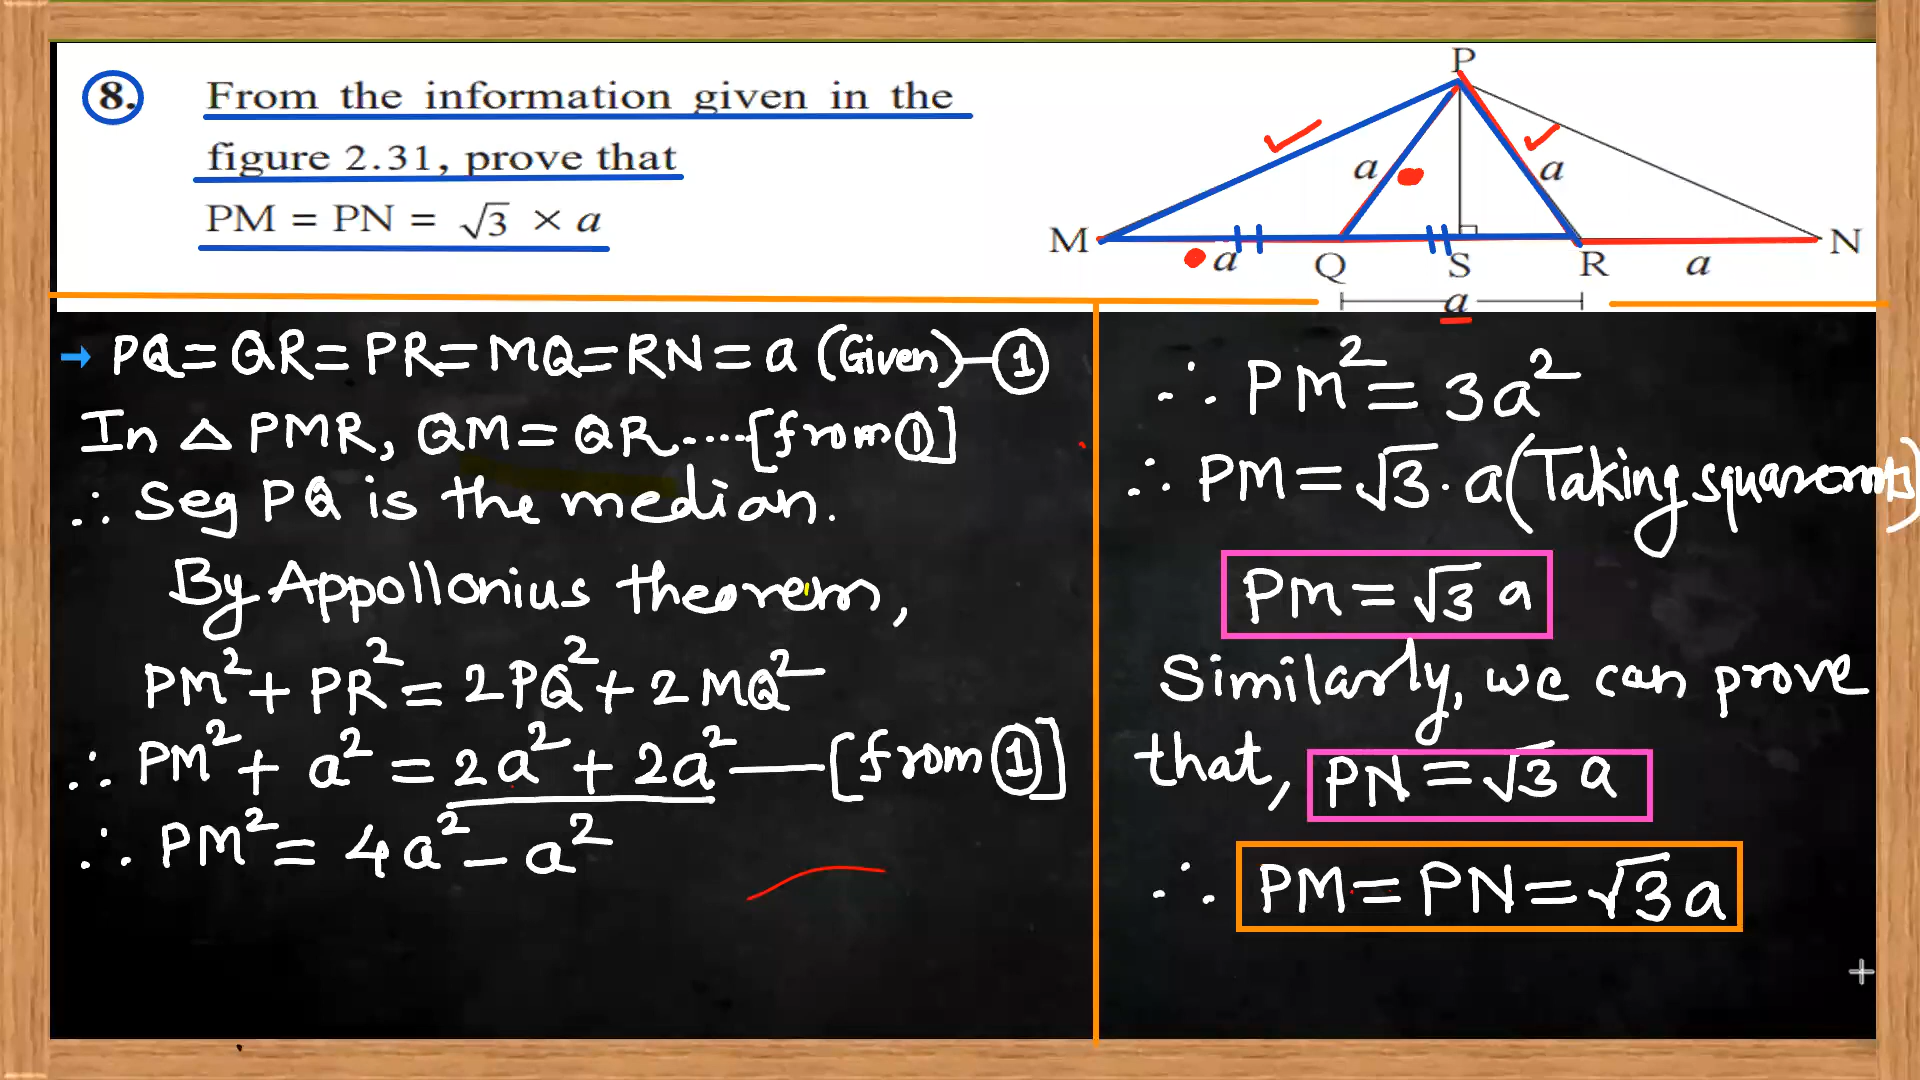 8. From the information given in the
figure 2.31, prove that
PM = PN = √3 × a
P
a
a
M
a
Q
S
R
a
N
a
→ PQ = QR = PR = MQ = RN = a (Given) — ①
In △ PMR, QM = QR ....[from ①]
∴ Seg PQ is the median.
By Appollonius theorem,
PM² + PR² = 2PQ² + 2MQ²
∴ PM² + a² = 2a² + 2a² — [from ①]
∴ PM² = 4a² – a²
∴ PM² = 3a²
∴ PM = √3 · a (Taking square roots)
PM = √3 a
Similarly, we can prove
that, PN = √3 a
∴ PM = PN = √3 a